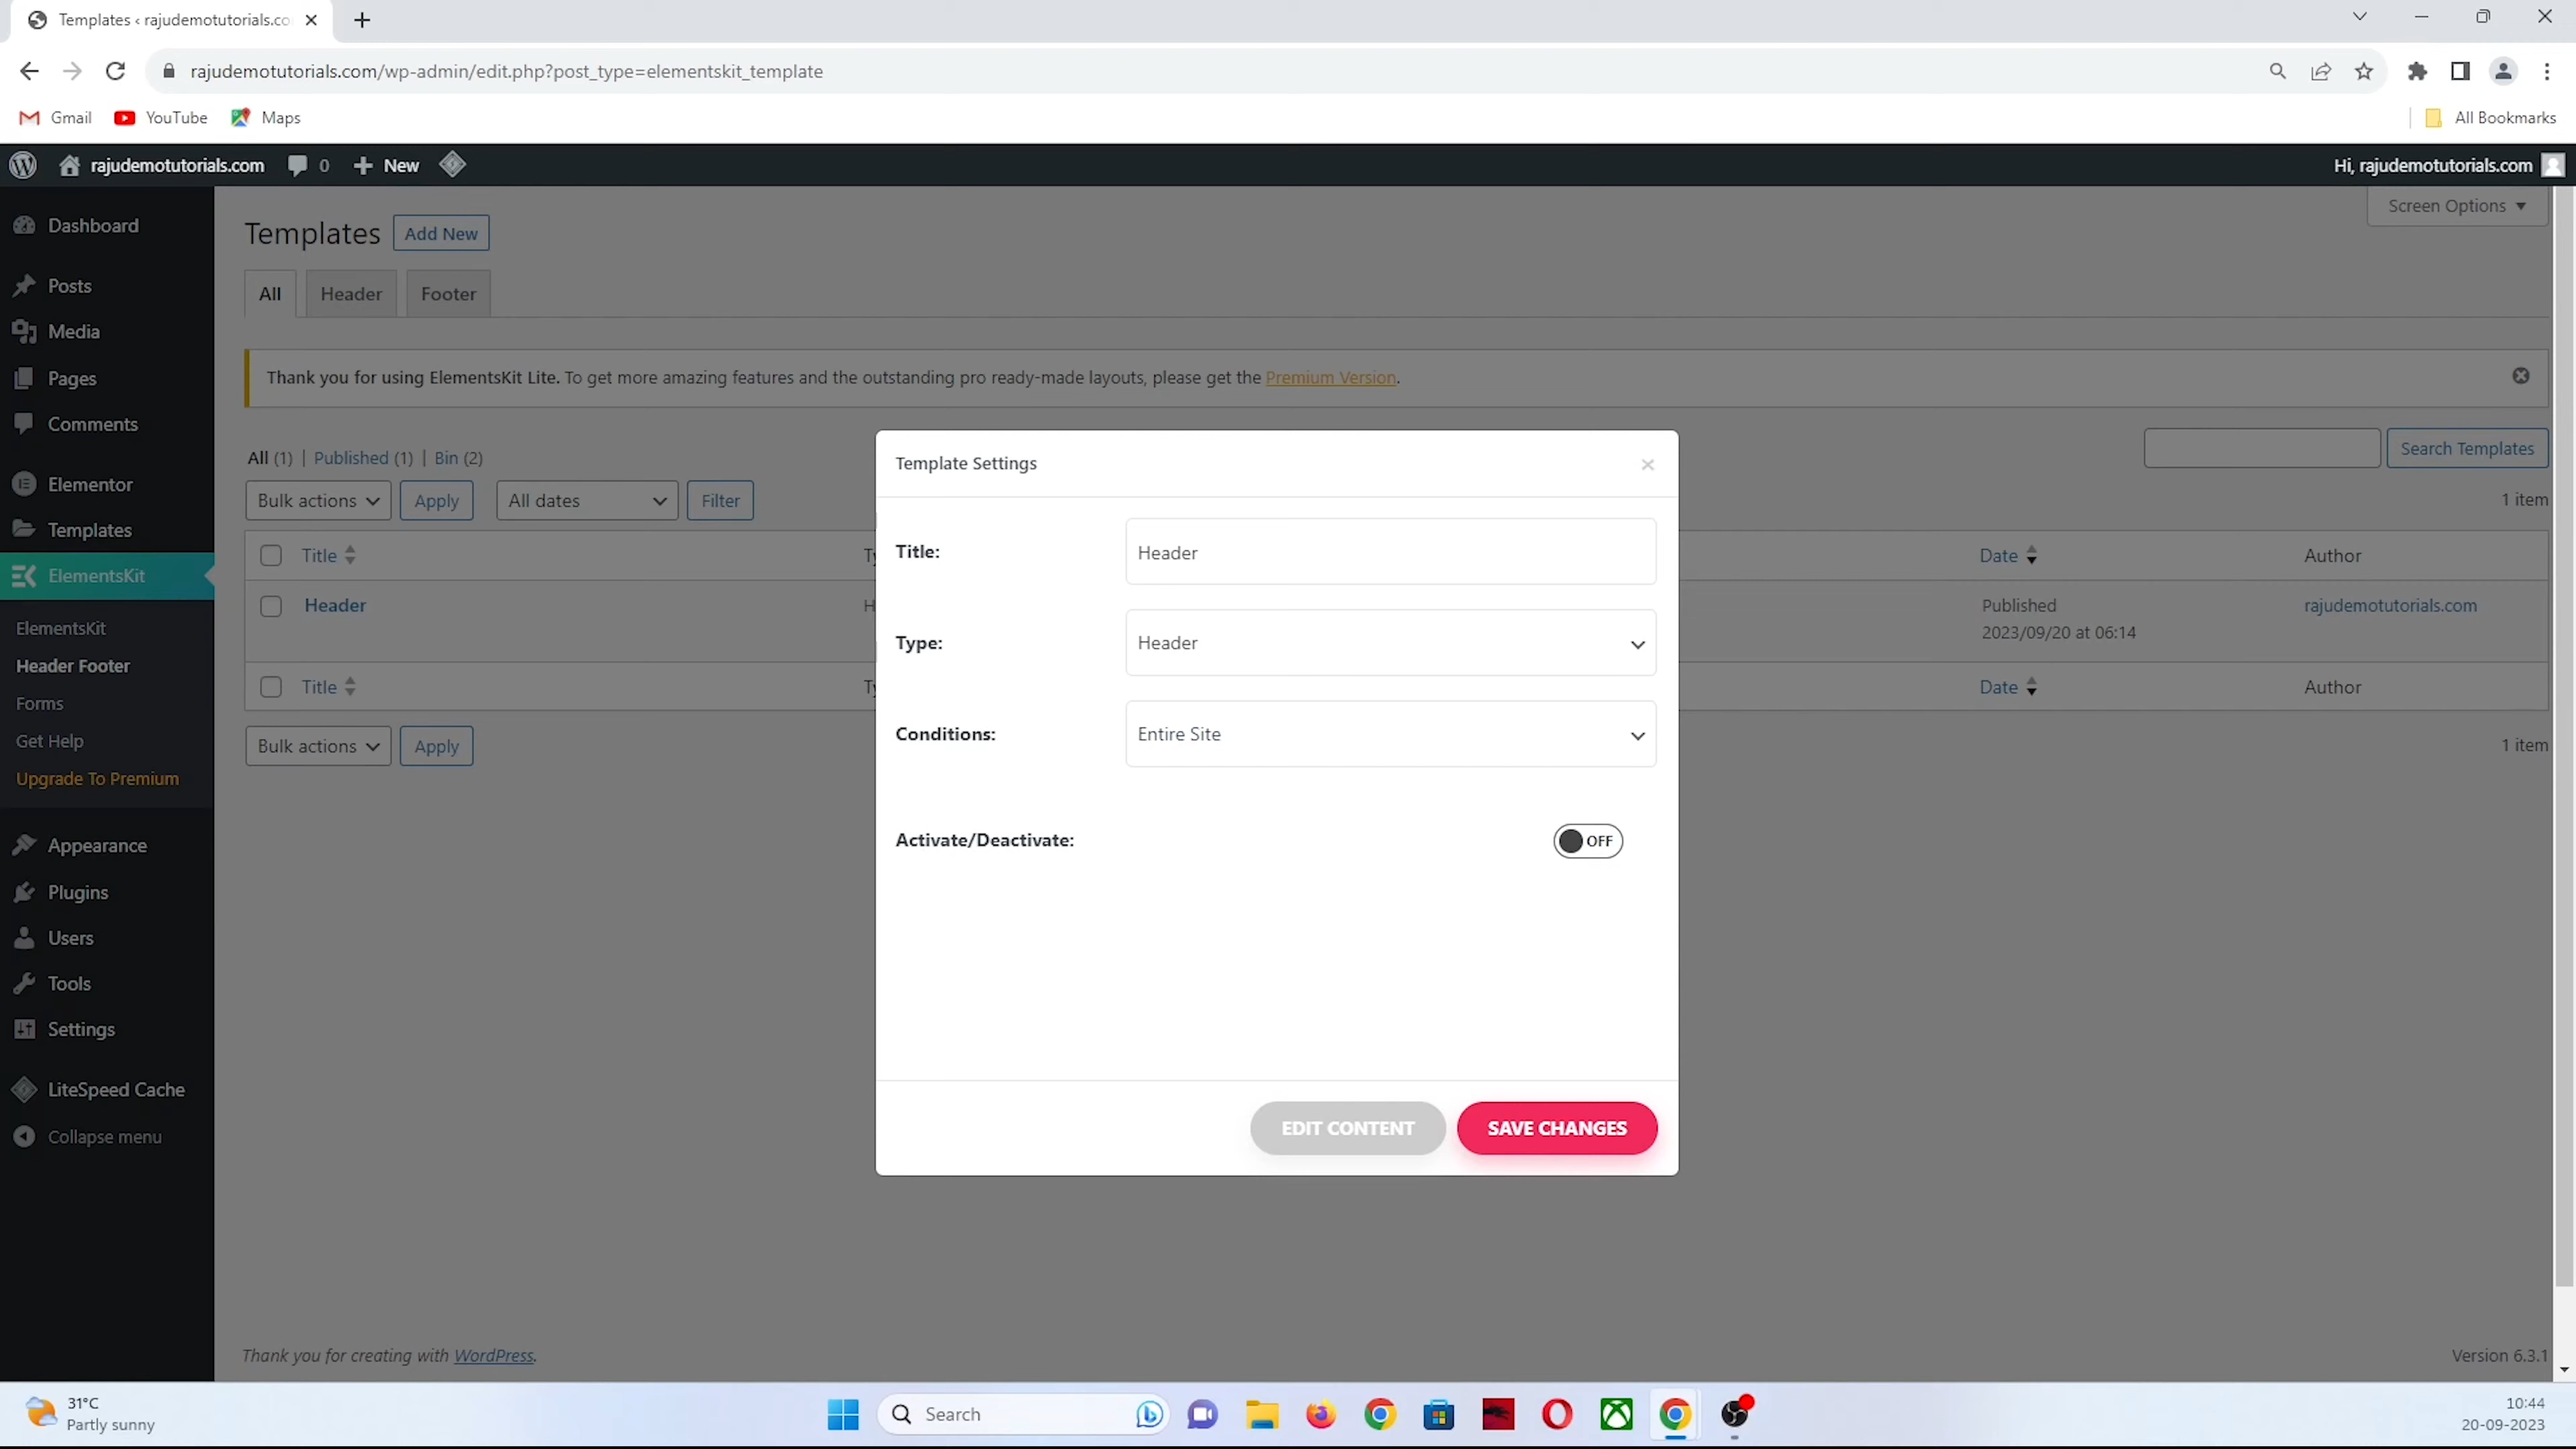 Templates ‹ rajudemotutorials.co
rajudemotutorials.com/wp-admin/edit.php?post_type=elementskit_template
Gmail YouTube Maps All Bookmarks
rajudemotutorials.com 0 New Hi, rajudemotutorials.com
Screen Options
Dashboard
Posts
Media
Pages
Comments
Elementor
Templates
ElementsKit
ElementsKit
Header Footer
Forms
Get Help
Upgrade To Premium
Appearance
Plugins
Users
Tools
Settings
LiteSpeed Cache
Collapse menu
Templates Add New
All Header Footer
Thank you for using ElementsKit Lite. To get more amazing features and the outstanding pro ready-made layouts, please get the Premium Version.
All (1) | Published (1) | Bin (2)
Search Templates
Bulk actions Apply All dates Filter
1 item
Title Ty Date Author
Header H Published rajudemotutorials.com
2023/09/20 at 06:14
Title Ty Date Author
Bulk actions Apply
1 item
Template Settings
Title: Header
Type: Header
Conditions: Entire Site
Activate/Deactivate: OFF
EDIT CONTENT SAVE CHANGES
Thank you for creating with WordPress.
Version 6.3.1
31°C
Partly sunny
Search
10:44
20-09-2023